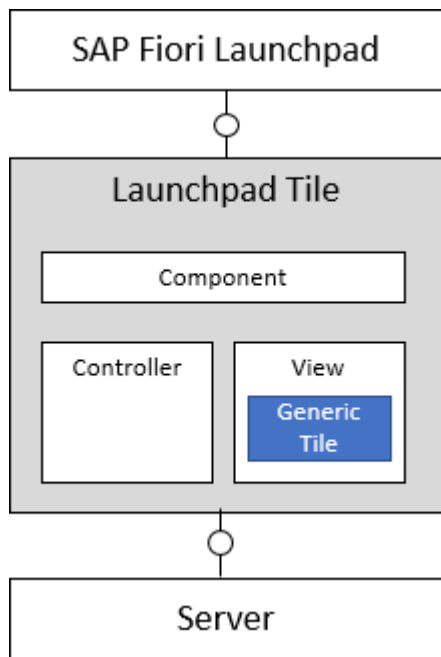 SAP Fiori Launchpad
Launchpad Tile
Component
Controller
View
Generic
Tile
Server